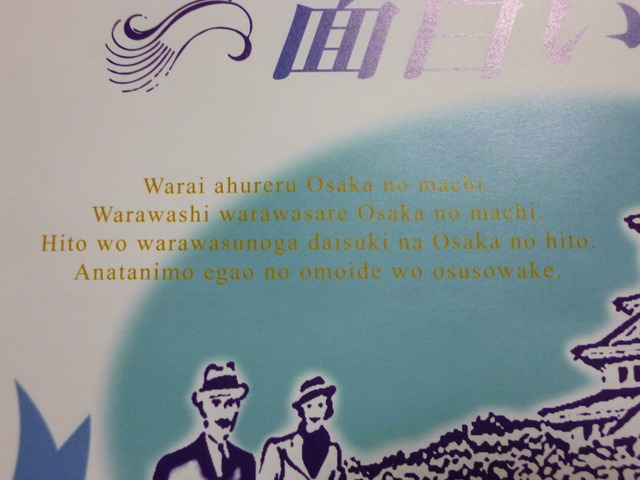 面白い
Warai ahureru Osaka no machi.
Warawashi warawasare Osaka no machi.
Hito wo warawasunoga daisuki na Osaka no hito.
Anatanimo egao no omoide wo osusowake.